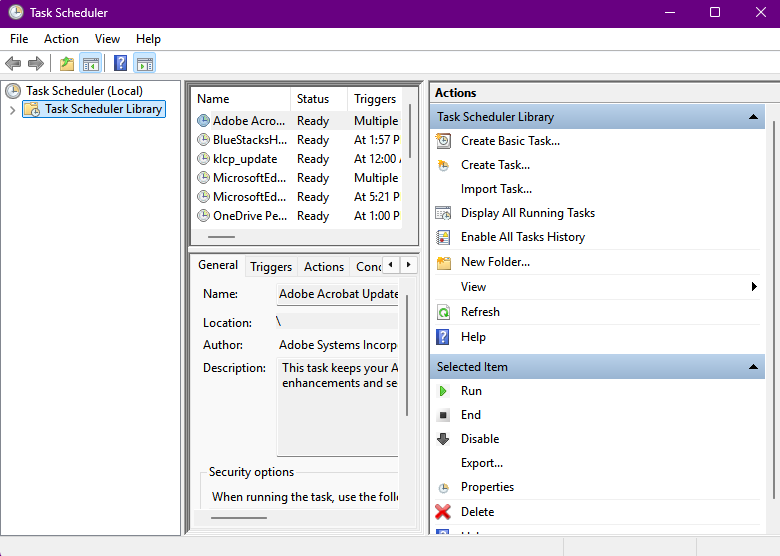 Task Scheduler
File Action View Help
Task Scheduler (Local)
Task Scheduler Library
Name Status Triggers
Adobe Acro... Ready Multiple
BlueStacksH... Ready At 1:57 P
klcp_update Ready At 12:00 A
MicrosoftEd... Ready Multiple
MicrosoftEd... Ready At 5:21 P
OneDrive Pe... Ready At 1:00 P
General Triggers Actions Conc
Name: Adobe Acrobat Update
Location: \
Author: Adobe Systems Incorp
Description: This task keeps your A
enhancements and se
Security options
When running the task, use the follo
Actions
Task Scheduler Library
Create Basic Task...
Create Task...
Import Task...
Display All Running Tasks
Enable All Tasks History
New Folder...
View
Refresh
Help
Selected Item
Run
End
Disable
Export...
Properties
Delete